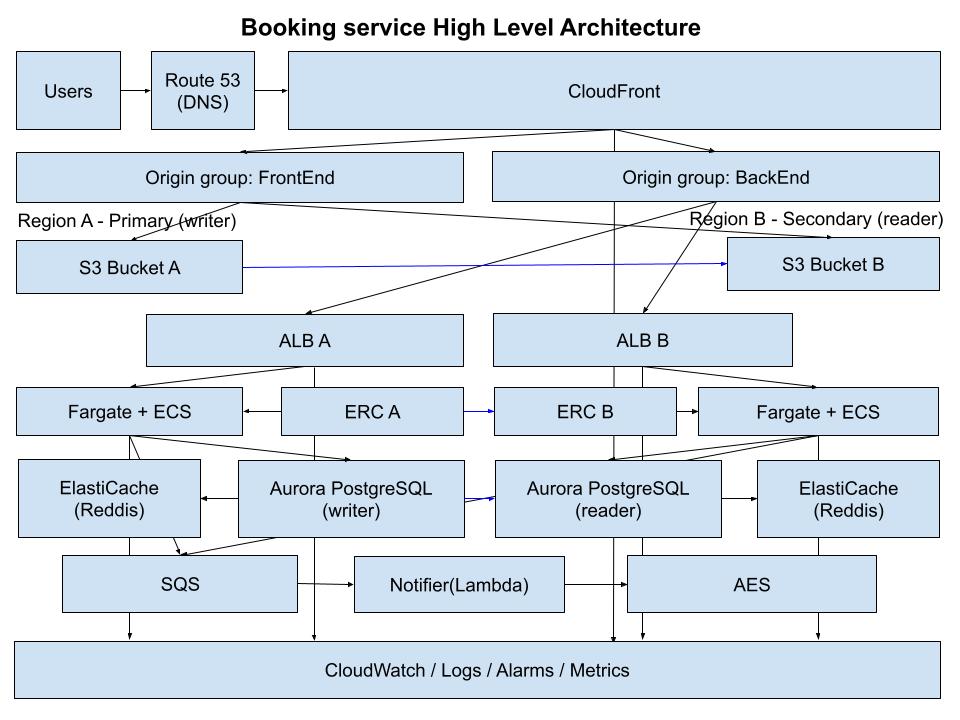 Booking service High Level Architecture
Users
Route 53
(DNS)
CloudFront
Origin group: FrontEnd
Origin group: BackEnd
Region A - Primary (writer)
Region B - Secondary (reader)
S3 Bucket A
S3 Bucket B
ALB A
ALB B
Fargate + ECS
ERC A
ERC B
Fargate + ECS
ElastiCache
(Reddis)
Aurora PostgreSQL
(writer)
Aurora PostgreSQL
(reader)
ElastiCache
(Reddis)
SQS
Notifier(Lambda)
AES
CloudWatch / Logs / Alarms / Metrics